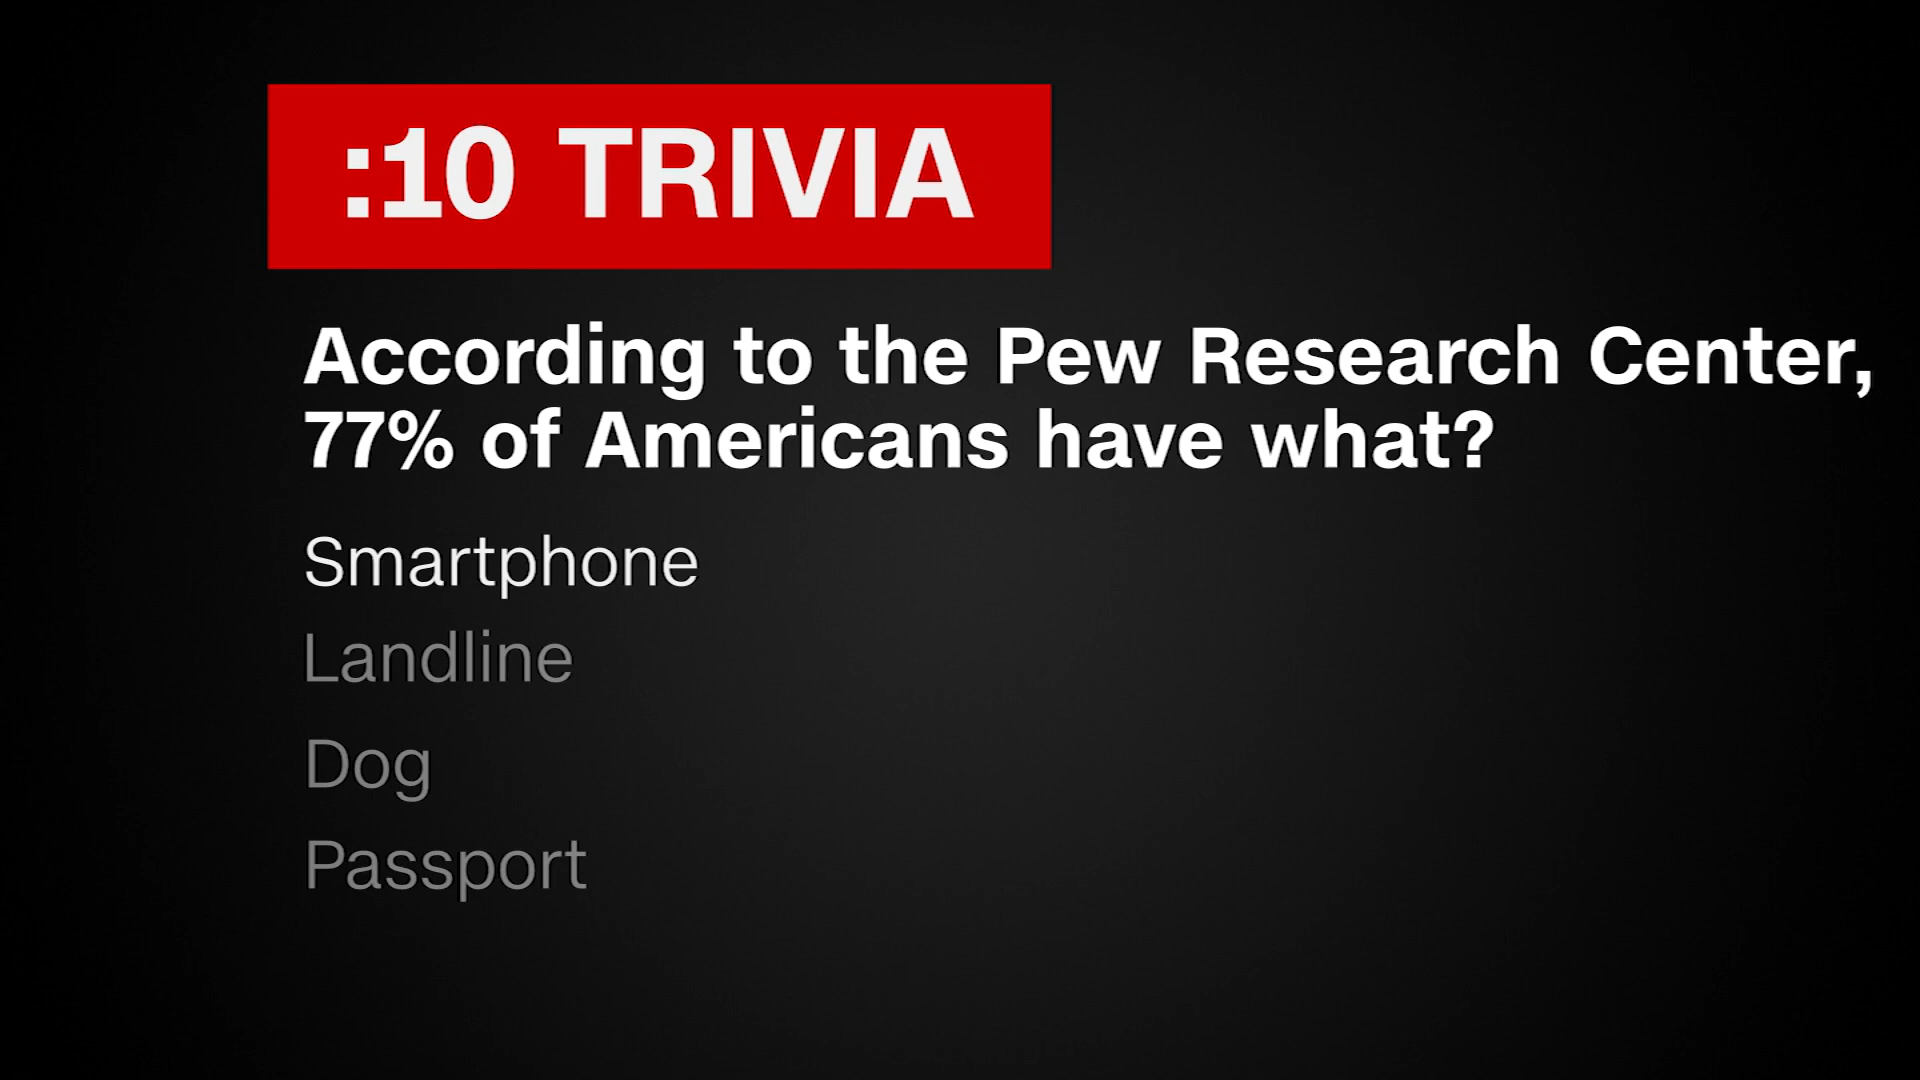 :10 TRIVIA
According to the Pew Research Center,
77% of Americans have what?
Smartphone
Landline
Dog
Passport